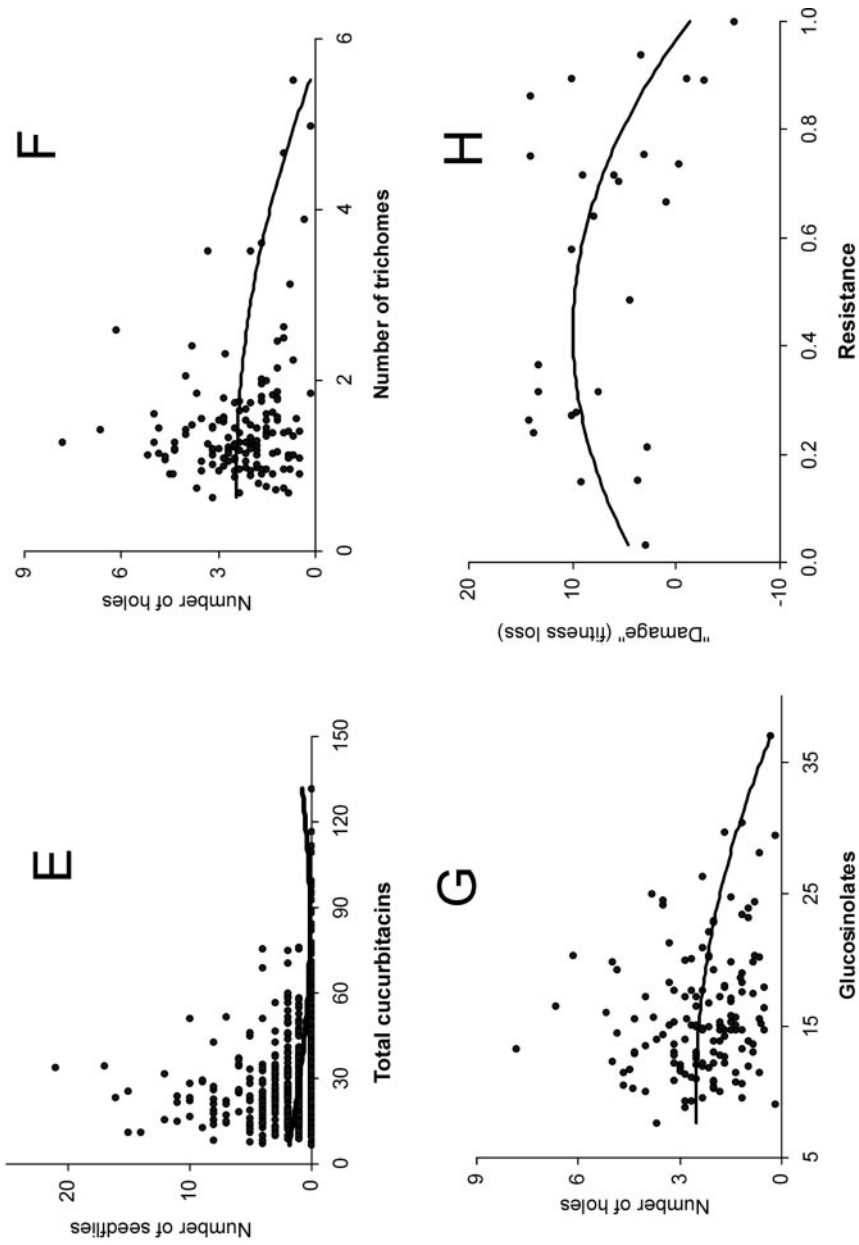 E
20
10
0
Number of seedflies
0
30
60
90
120
150
Total cucurbitacins
F
9
6
3
0
Number of holes
0
2
4
6
Number of trichomes
G
9
6
3
0
Number of holes
5
15
25
35
Glucosinolates
H
20
10
0
-10
"Damage" (fitness loss)
0.0
0.2
0.4
0.6
0.8
1.0
Resistance